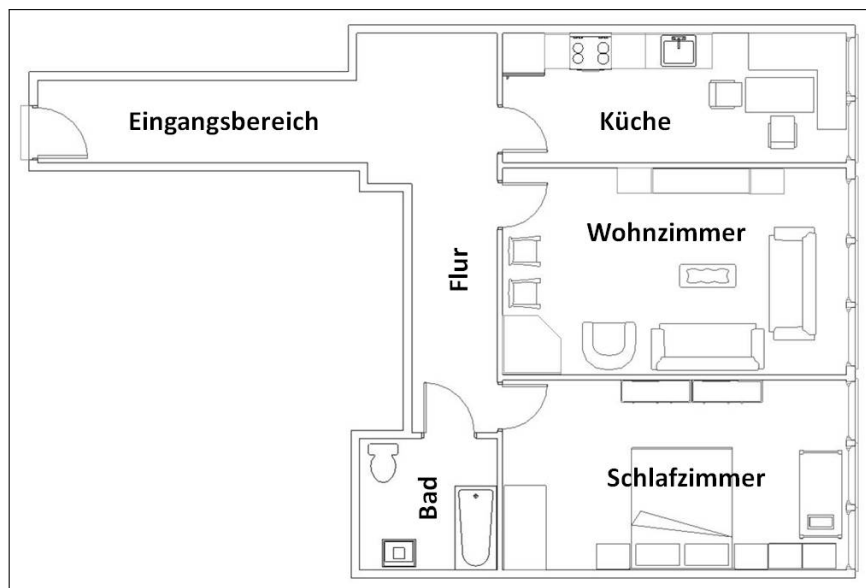 Eingangsbereich
Küche
Wohnzimmer
Flur
Schlafzimmer
Bad